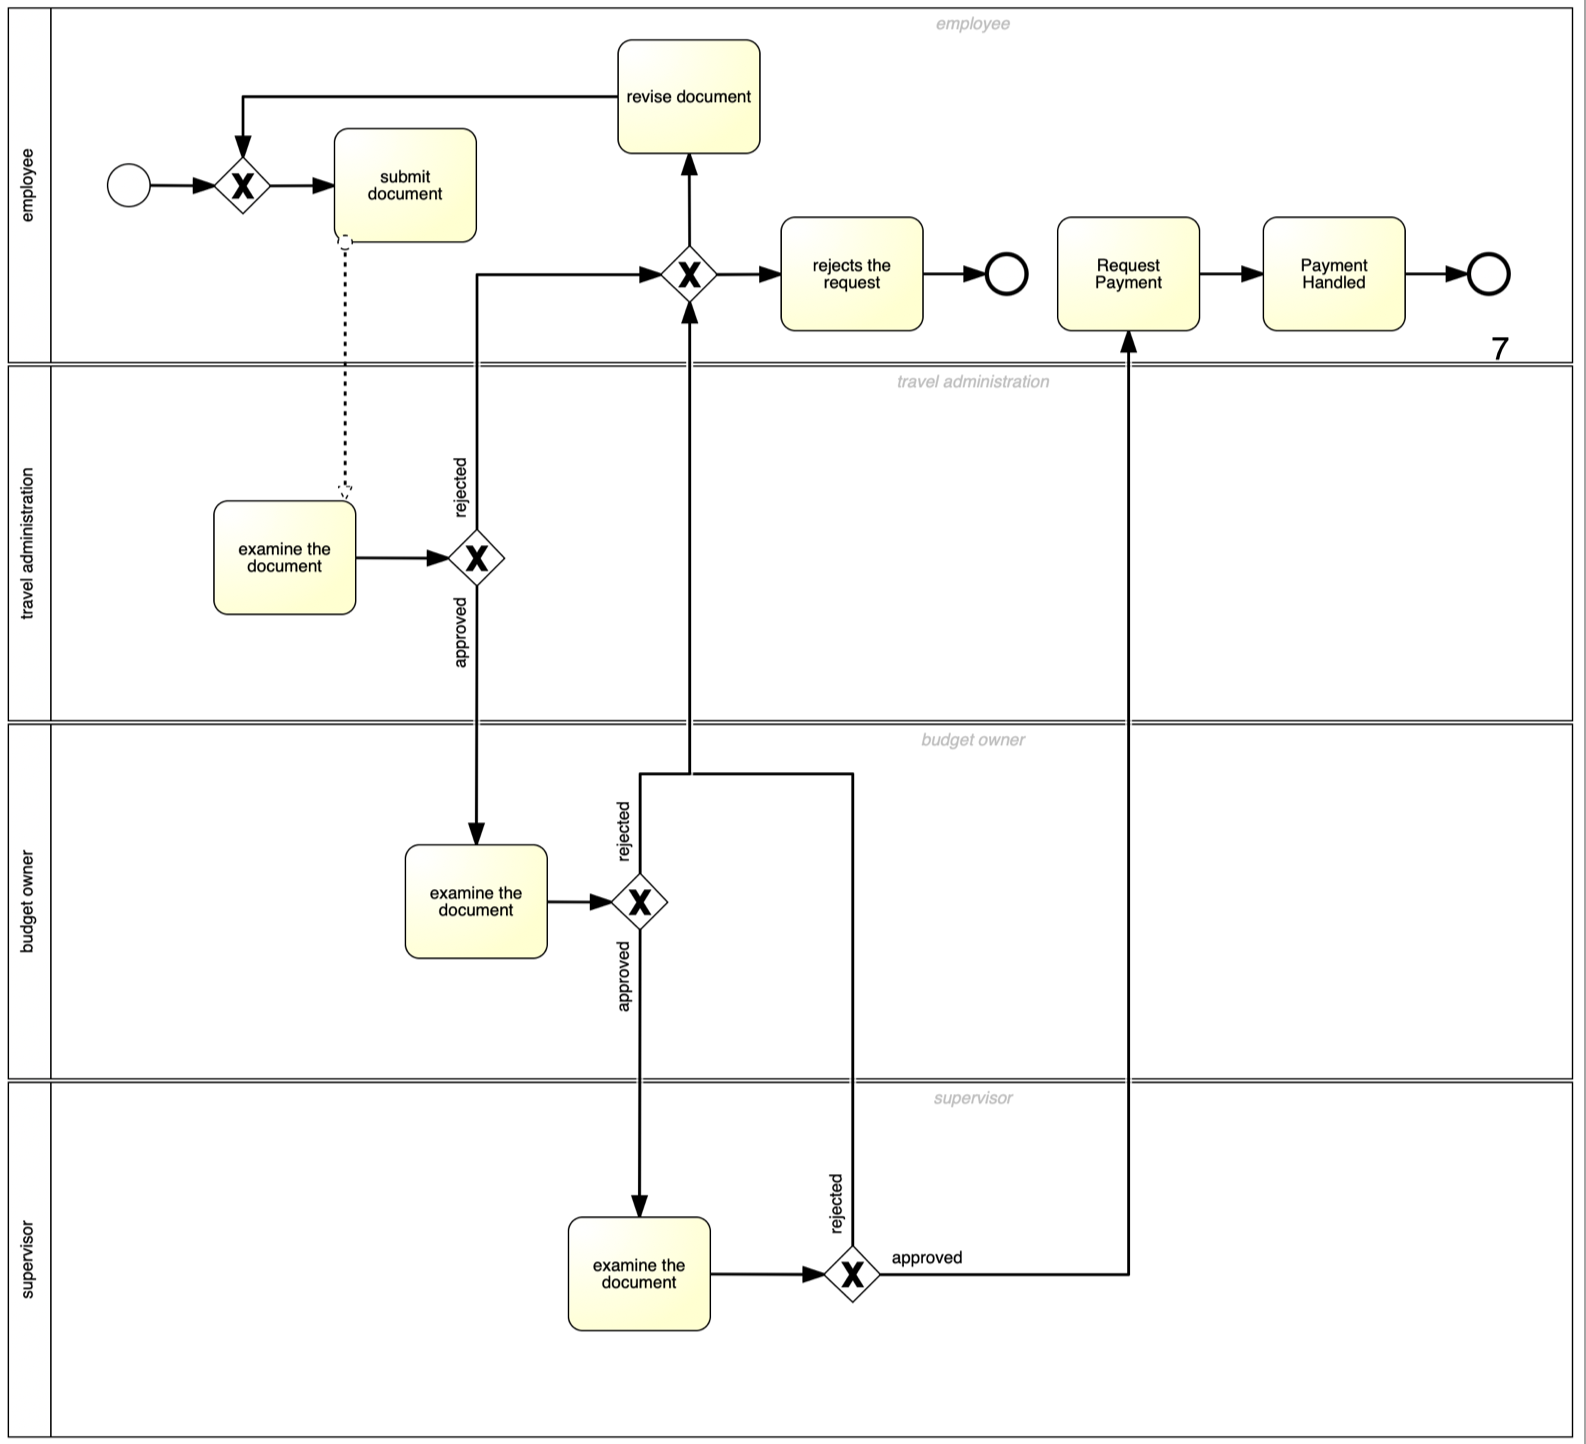 employee
employee
revise document
submit
document
rejects the
request
Request
Payment
Payment
Handled
7
travel administration
travel administration
rejected
examine the
document
approved
budget owner
budget owner
rejected
examine the
document
approved
supervisor
supervisor
rejected
approved
examine the
document